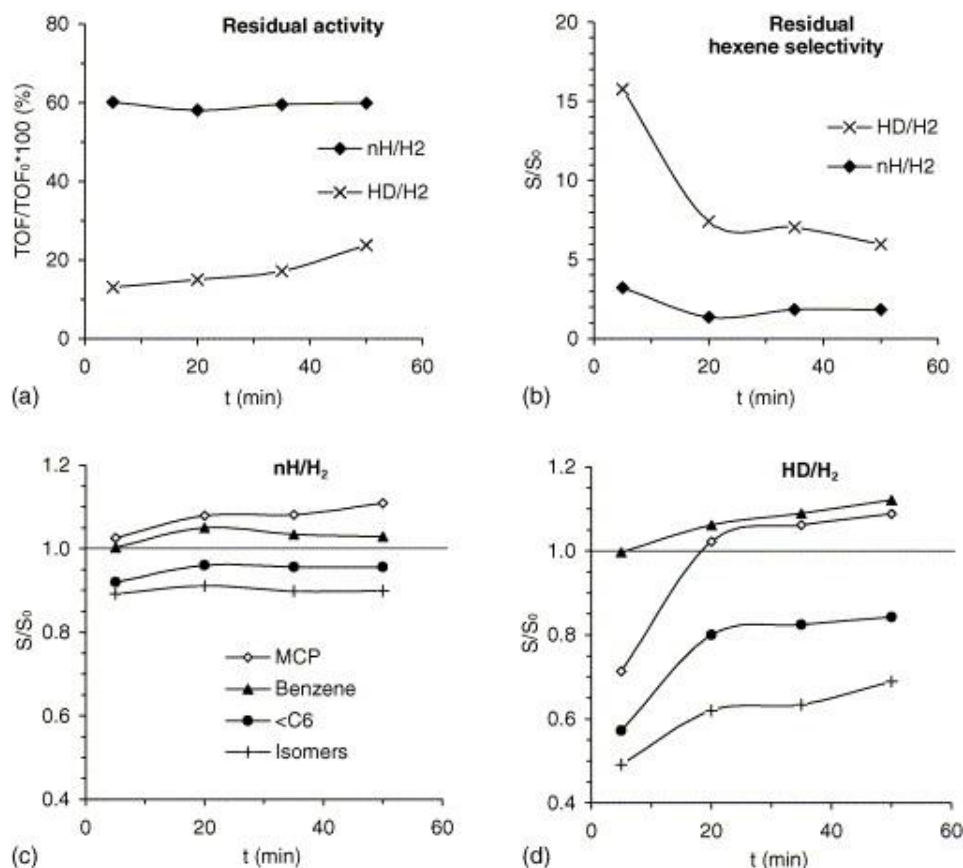 Residual activity
80
60
40
20
0
TOF/TOF₀*100 (%)
nH/H2
HD/H2
0 20 40 60
(a) t (min)
Residual
hexene selectivity
20
15
10
5
0
S/S₀
HD/H2
nH/H2
0 20 40 60
(b) t (min)
nH/H₂
1.2
1.0
0.8
0.6
0.4
S/S₀
MCP
Benzene
<C6
Isomers
0 20 40 60
(c) t (min)
HD/H₂
1.2
1.0
0.8
0.6
0.4
S/S₀
0 20 40 60
(d) t (min)